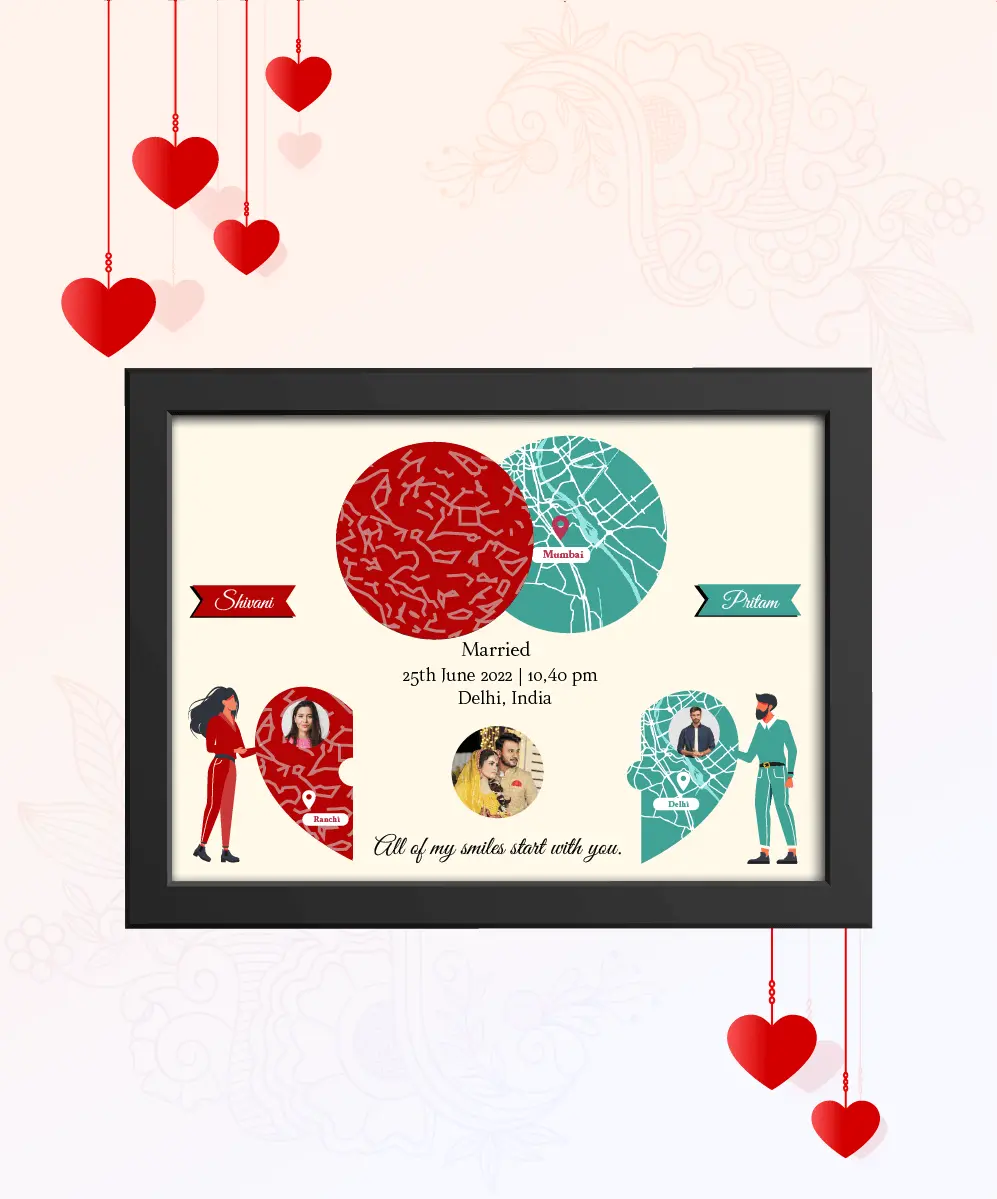 Mumbai
Shivani
Pritam
Married
25th June 2022 | 10,40 pm
Delhi, India
Ranchi
Delhi
All of my smiles start with you.